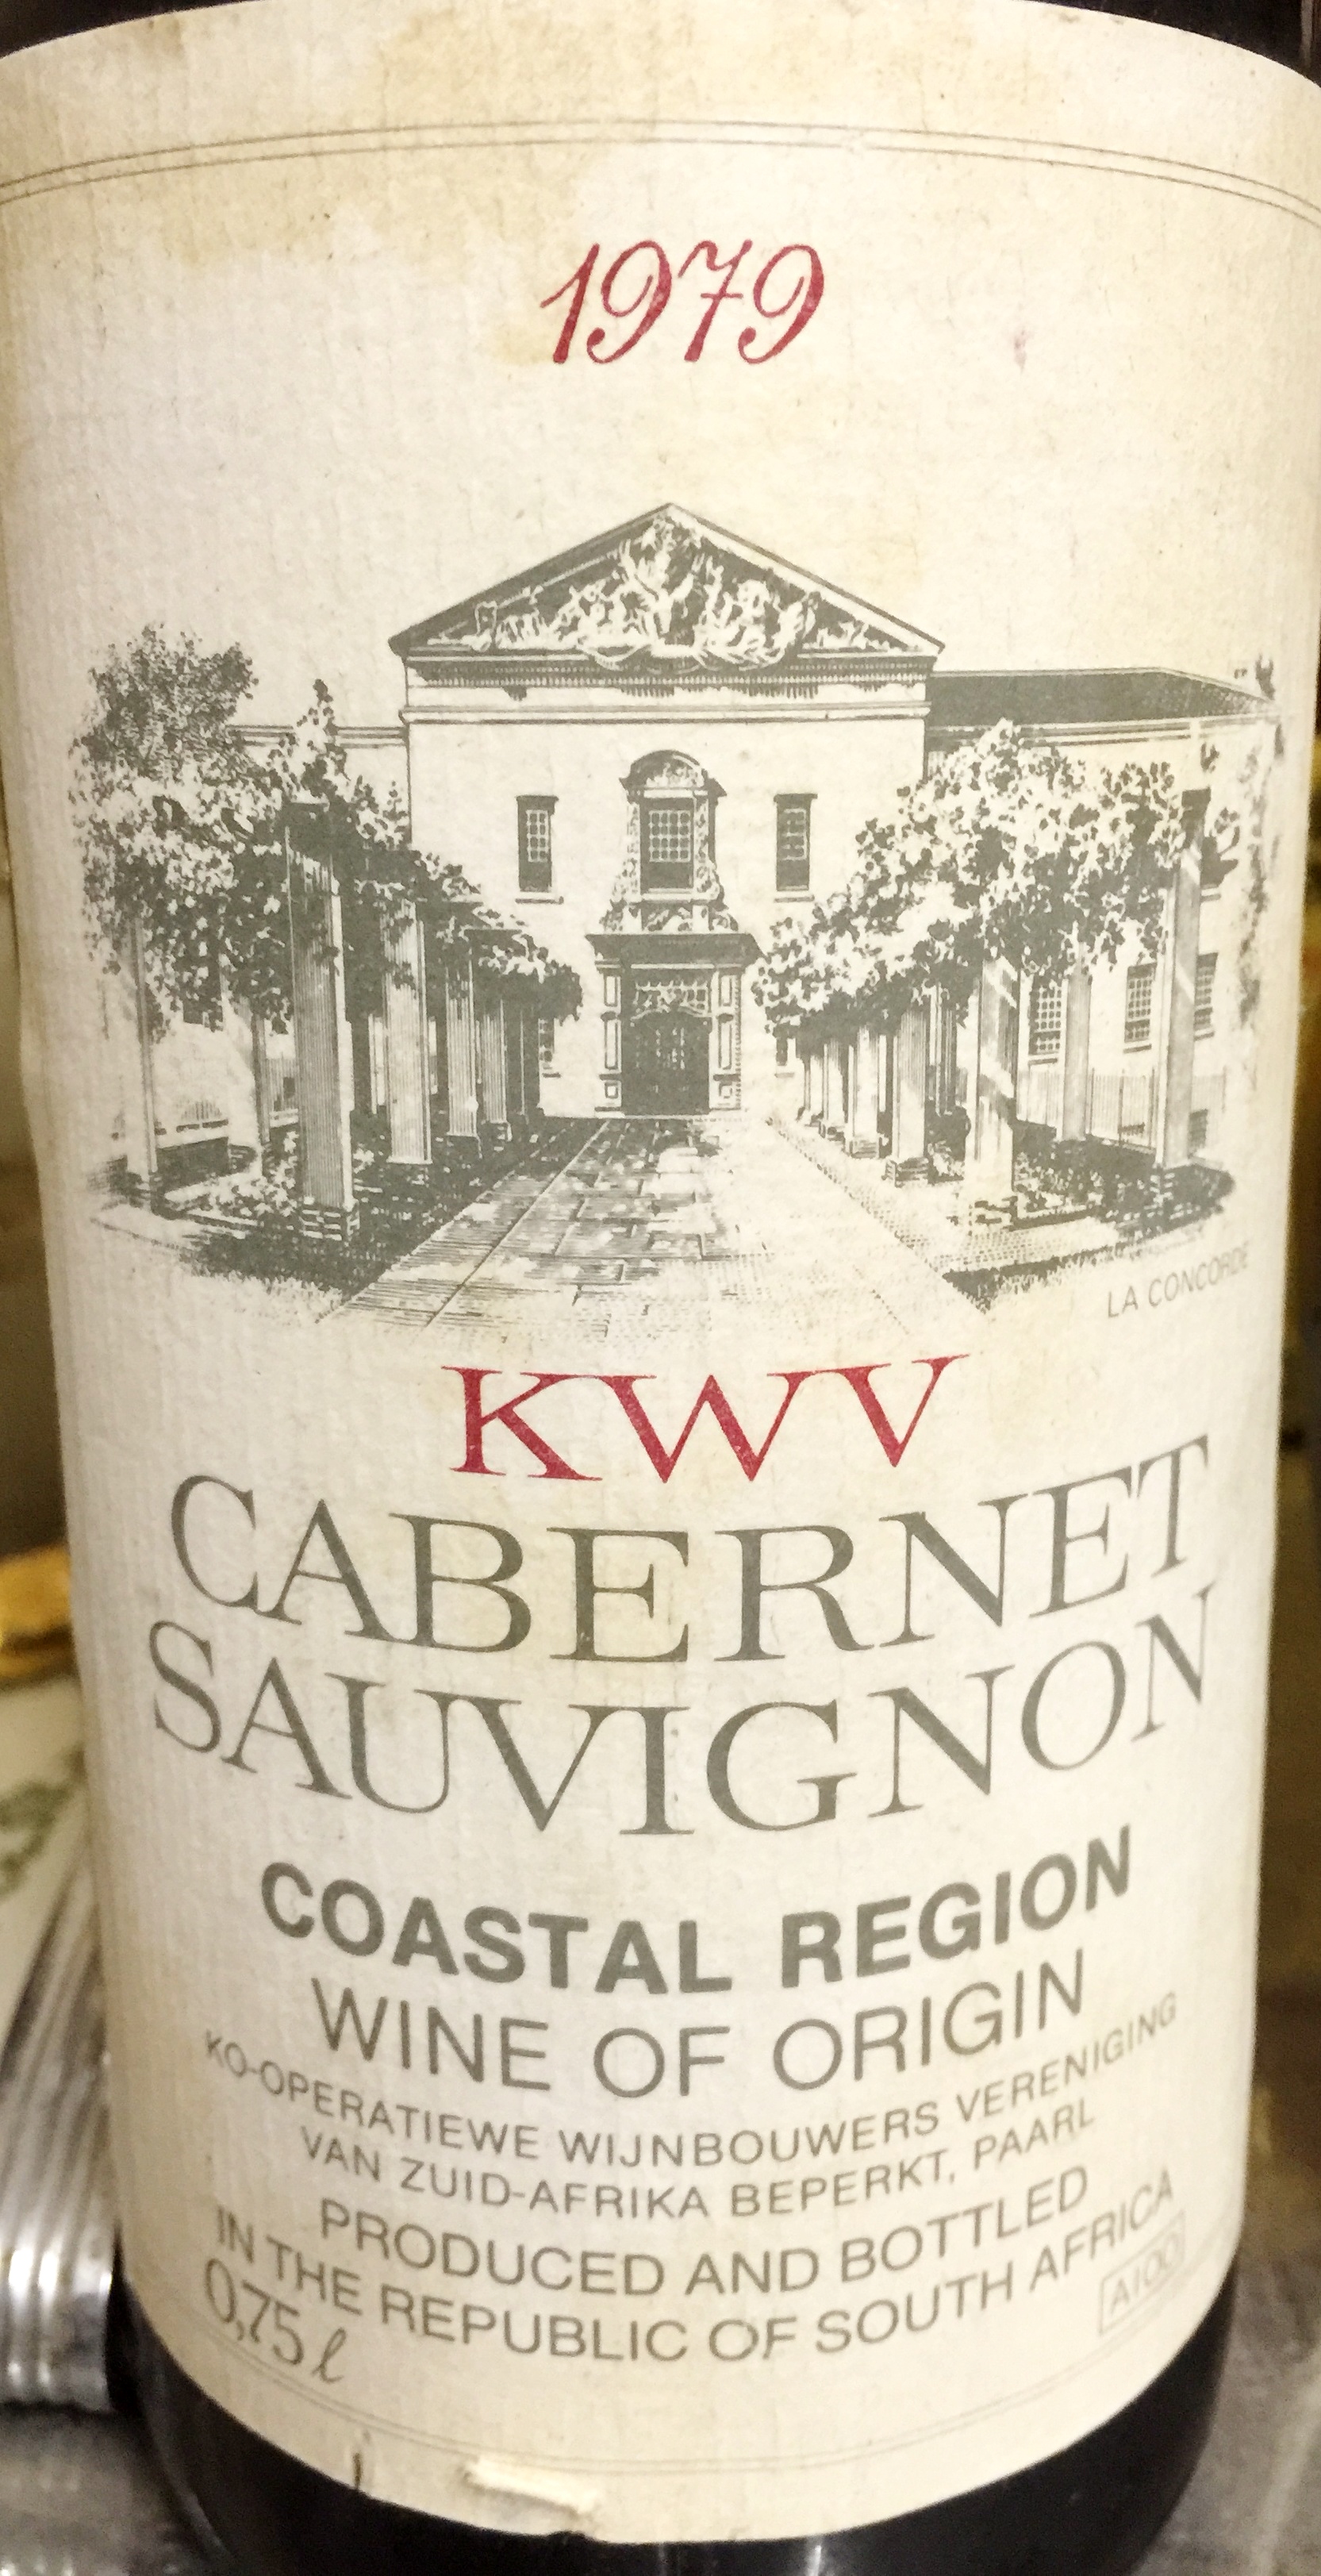 1979
LA CONCORDE
KWV
CABERNET
SAUVIGNON
COASTAL REGION
WINE OF ORIGIN
KO-OPERATIEWE WIJNBOUWERS VERENIGING
VAN ZUID-AFRIKA BEPERKT, PAARL
PRODUCED AND BOTTLED
IN THE REPUBLIC OF SOUTH AFRICA
0,75 ℓ
A100